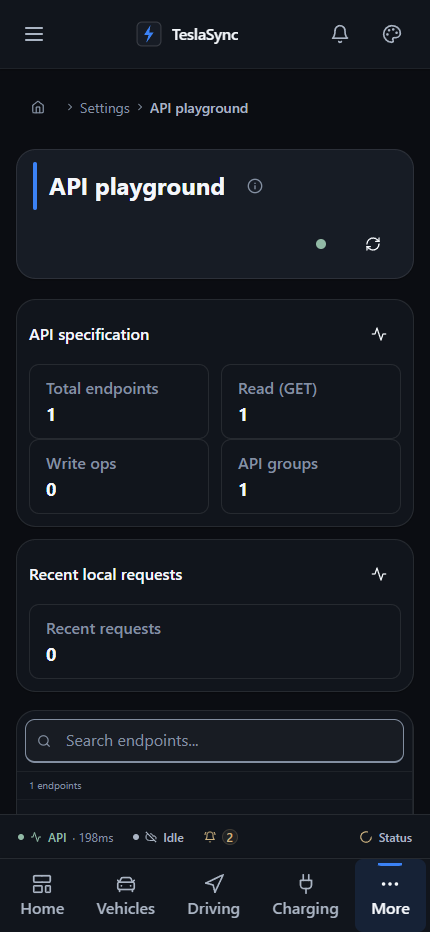 TeslaSync
Settings API playground
API playground
API specification
Total endpoints
1
Read (GET)
1
Write ops
0
API groups
1
Recent local requests
Recent requests
0
Search endpoints...
1 endpoints
API · 198ms Idle 2 Status
Home Vehicles Driving Charging More